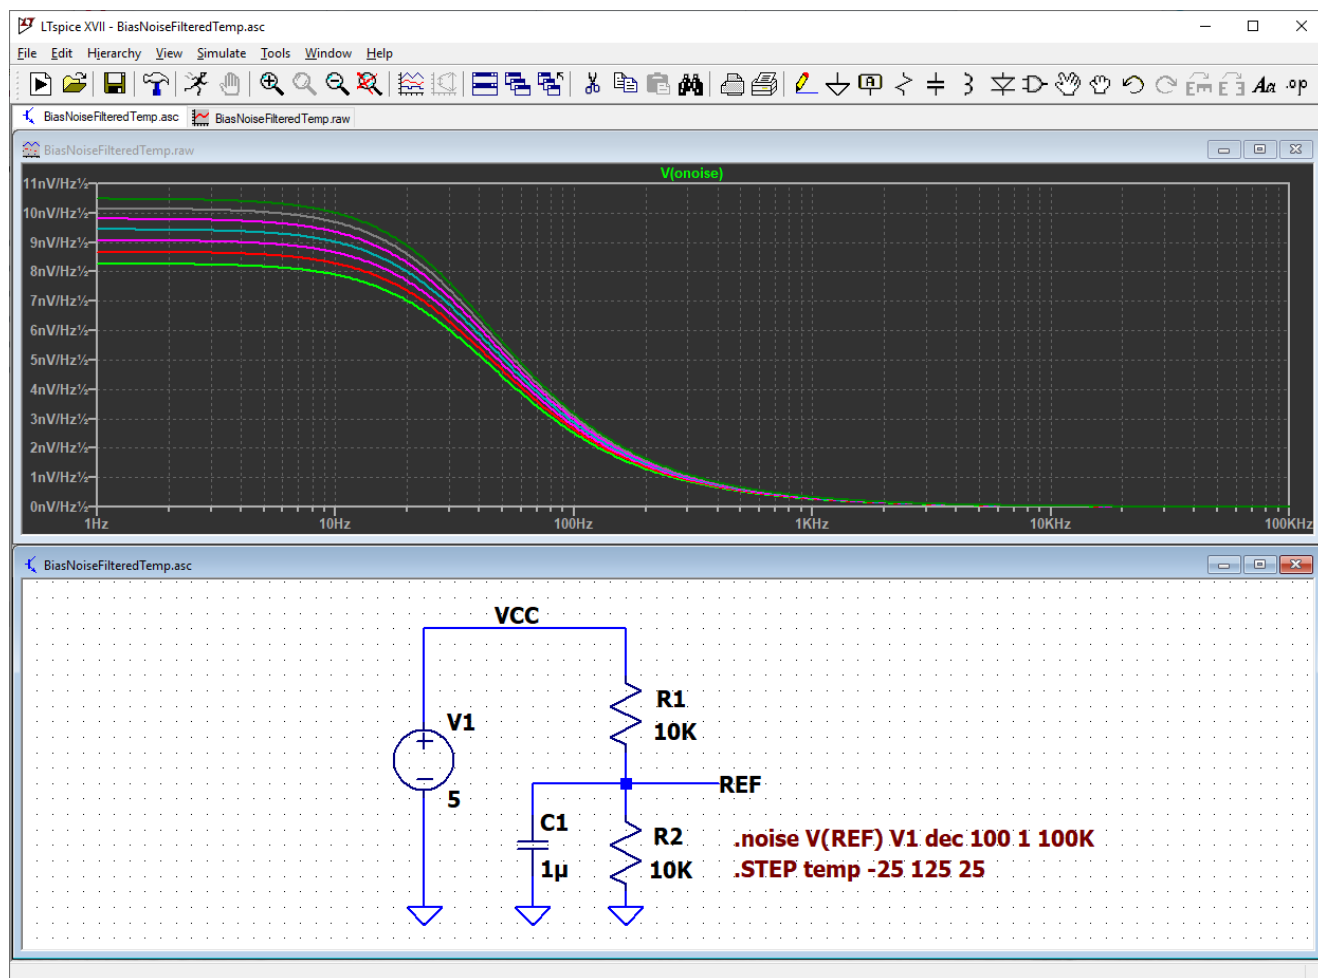 LTspice XVII - BiasNoiseFilteredTemp.asc
File Edit Hierarchy View Simulate Tools Window Help
Aa .op
BiasNoiseFilteredTemp.asc BiasNoiseFilteredTemp.raw
BiasNoiseFilteredTemp.raw
V(onoise)
11nV/Hz½
10nV/Hz½
9nV/Hz½
8nV/Hz½
7nV/Hz½
6nV/Hz½
5nV/Hz½
4nV/Hz½
3nV/Hz½
2nV/Hz½
1nV/Hz½
0nV/Hz½
1Hz 10Hz 100Hz 1KHz 10KHz 100KHz
BiasNoiseFilteredTemp.asc
VCC
R1
10K
V1
5
REF
C1
1µ
R2
10K
.noise V(REF) V1 dec 100 1 100K
.STEP temp -25 125 25